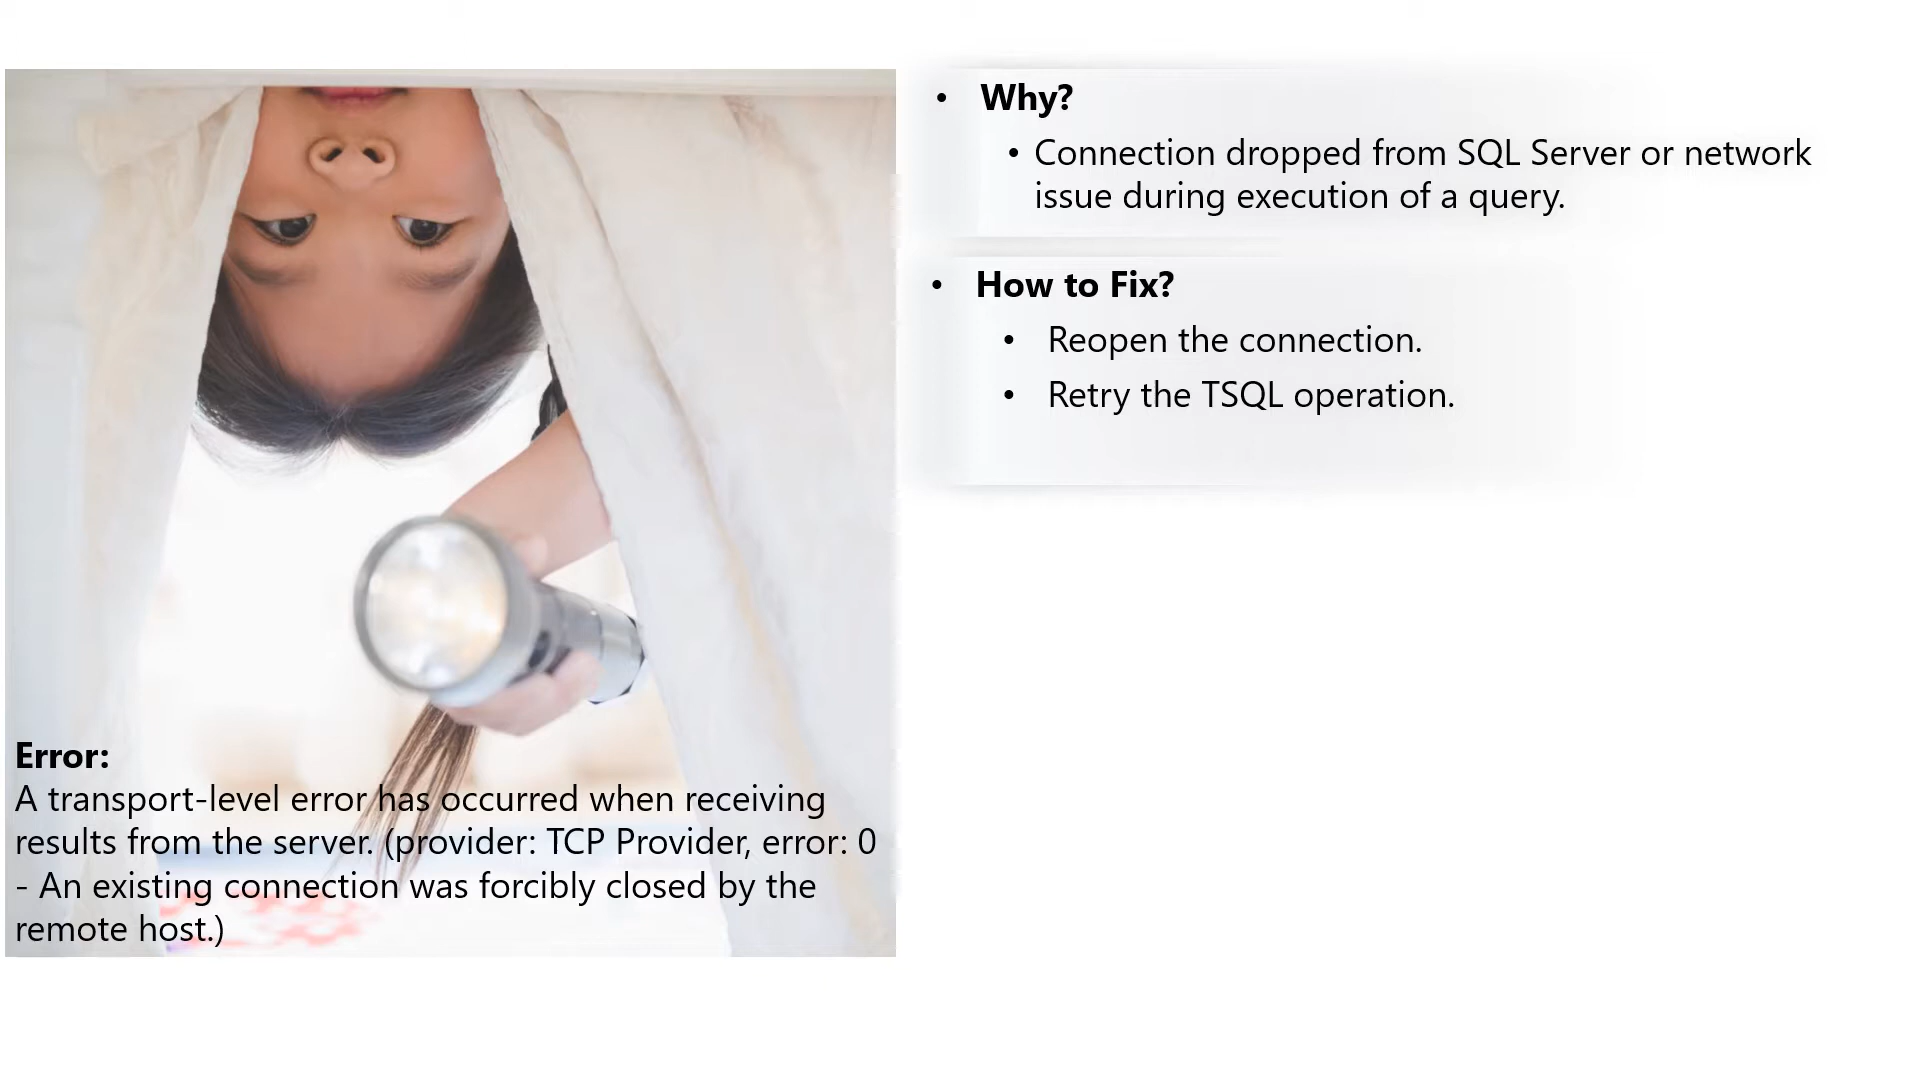 • Why?
• Connection dropped from SQL Server or network
issue during execution of a query.
• How to Fix?
• Reopen the connection.
• Retry the TSQL operation.
Error:
A transport-level error has occurred when receiving
results from the server. (provider: TCP Provider, error: 0
- An existing connection was forcibly closed by the
remote host.)